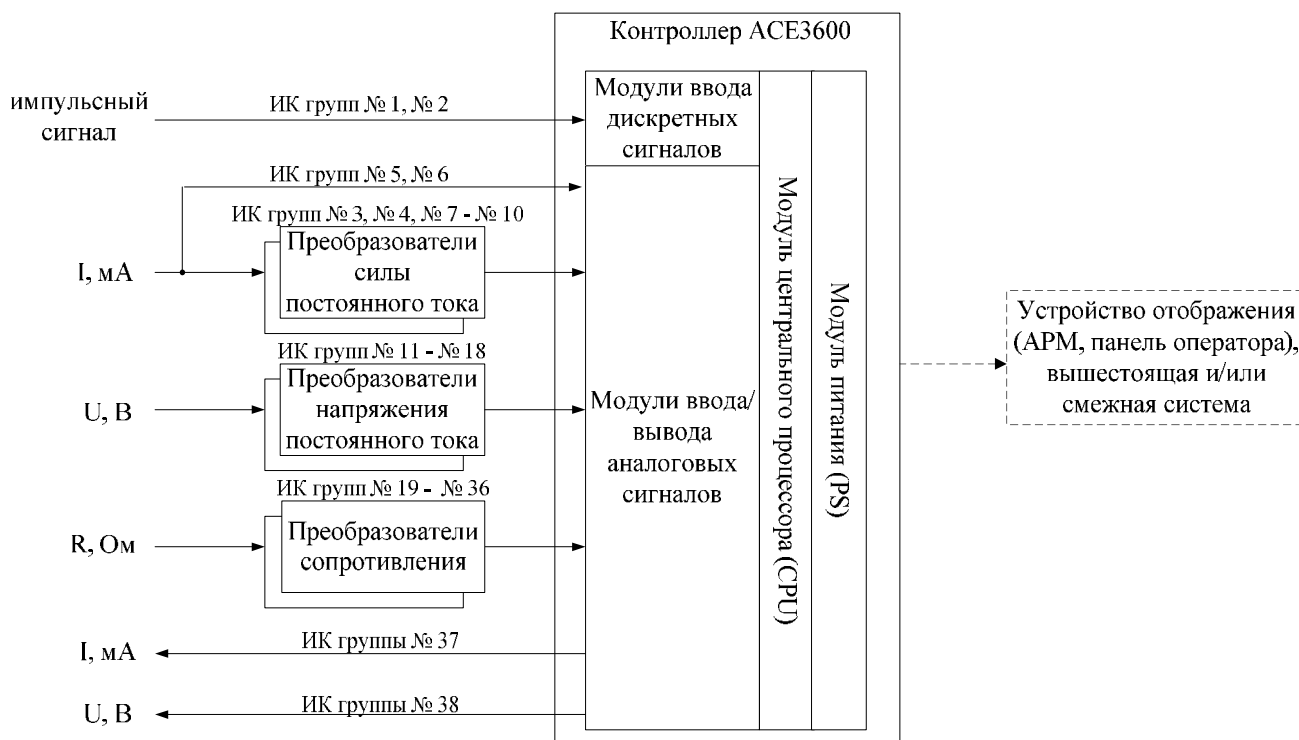 Контроллер ACE3600
импульсный
сигнал
ИК групп № 1, № 2
Модули ввода
дискретных
сигналов
ИК групп № 5, № 6
ИК групп № 3, № 4, № 7 - № 10
I, мА
Преобразователи
силы
постоянного тока
ИК групп № 11 - № 18
U, В
Преобразователи
напряжения
постоянного тока
ИК групп № 19 - № 36
R, Ом
Преобразователи
сопротивления
Модули ввода/
вывода
аналоговых
сигналов
Модуль центрального процессора (CPU)
Модуль питания (PS)
Устройство отображения
(АРМ, панель оператора),
вышестоящая и/или
смежная система
I, мА
ИК группы № 37
U, В
ИК группы № 38